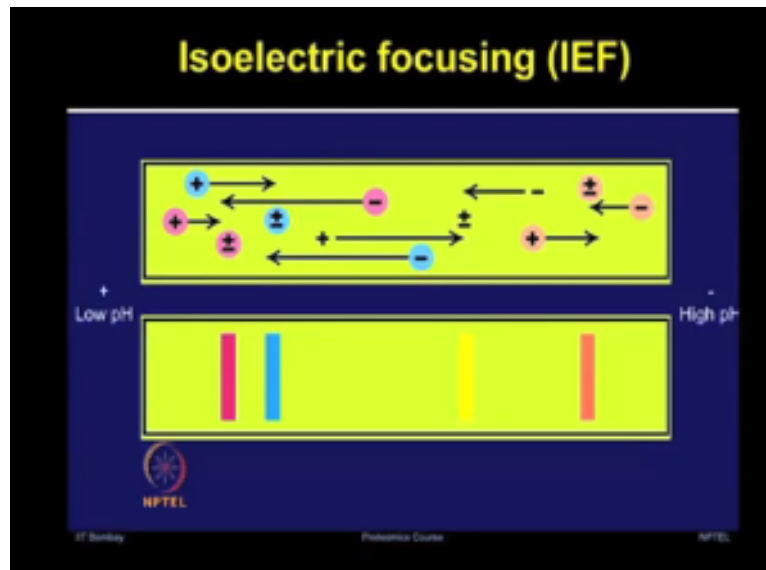 Isoelectric focusing (IEF)
+ - ±
+ ± ± + ± + -
-
+ -
Low pH High pH
NPTEL
IIT Bombay Proteomics Course NPTEL